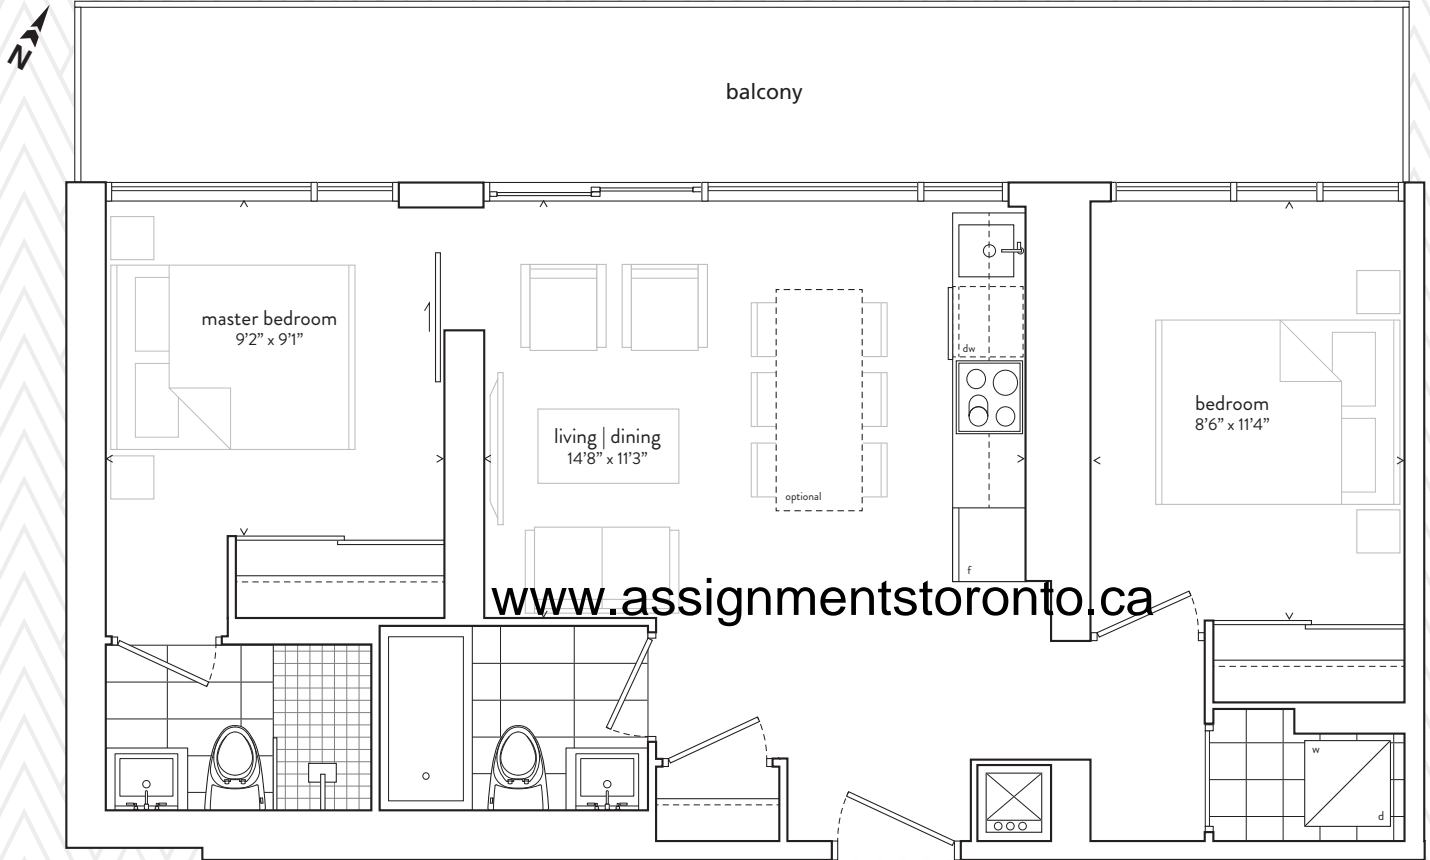 N
balcony
master bedroom
9’2” x 9’1”
living | dining
14’8” x 11’3”
optional
dw
f
bedroom
8’6” x 11’4”
www.assignmentstoronto.ca
w
d